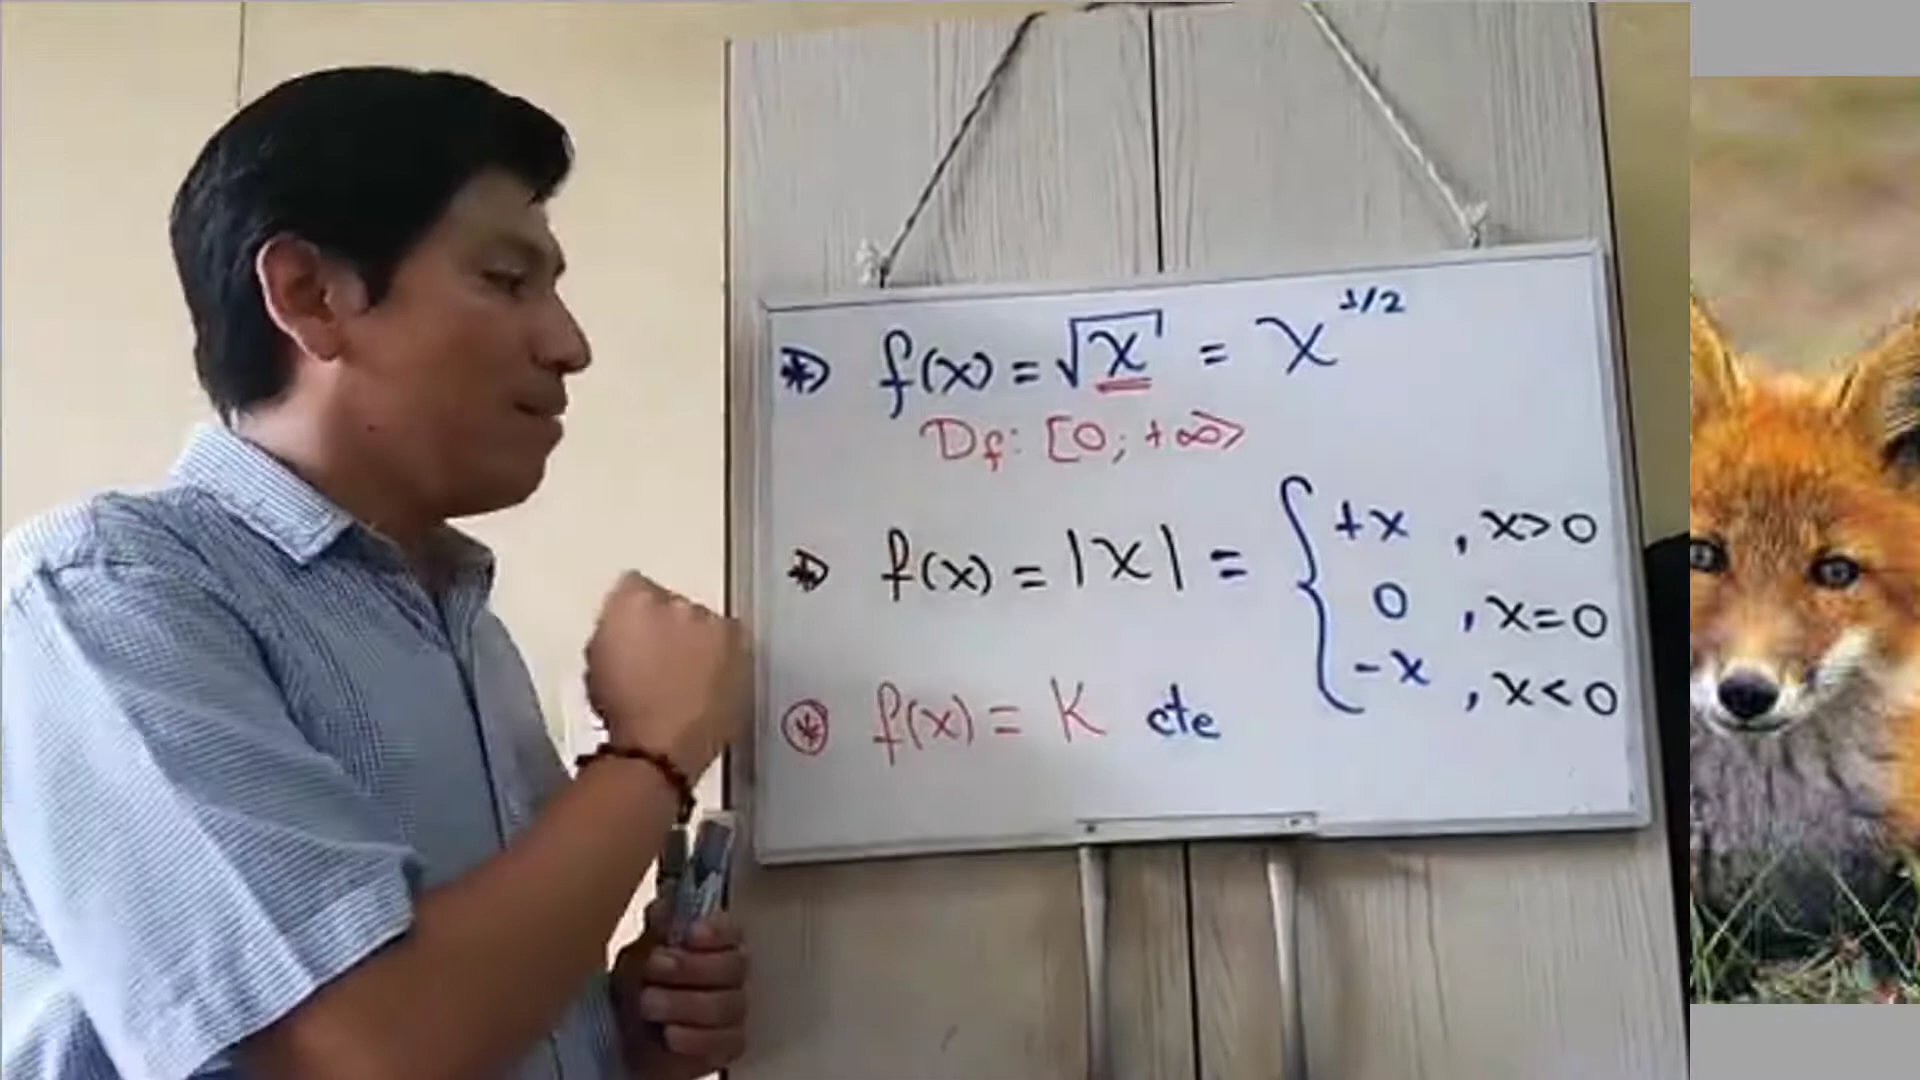 * f(x) = √x = x^1/2
Df: [0; +∞>
* f(x) = |x| = { +x , x>0
0 , x=0
-x , x<0
* f(x) = K cte